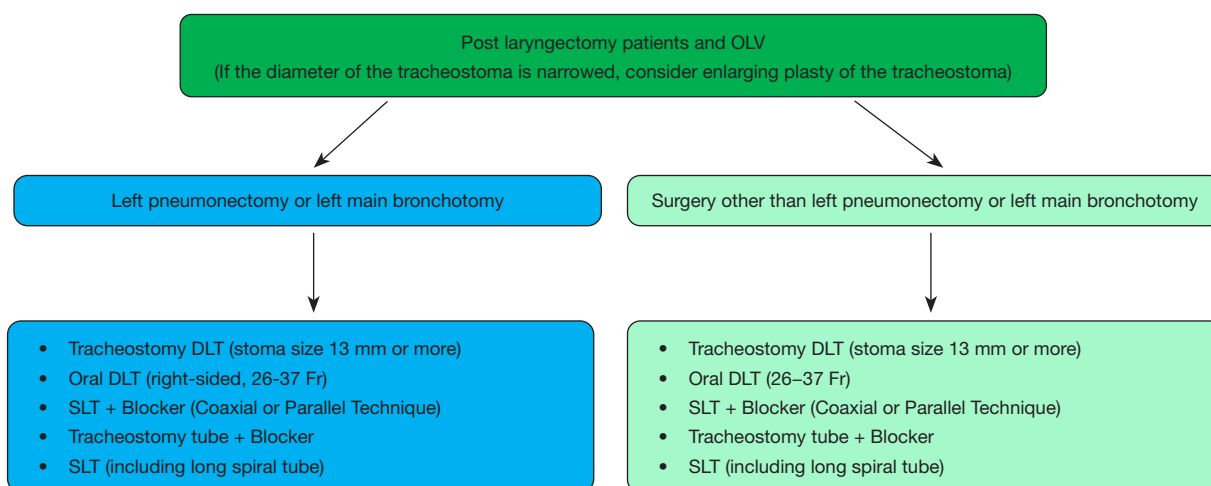 Post laryngectomy patients and OLV
(If the diameter of the tracheostoma is narrowed, consider enlarging plasty of the tracheostoma)
Left pneumonectomy or left main bronchotomy
Surgery other than left pneumonectomy or left main bronchotomy
• Tracheostomy DLT (stoma size 13 mm or more)
• Oral DLT (right-sided, 26-37 Fr)
• SLT + Blocker (Coaxial or Parallel Technique)
• Tracheostomy tube + Blocker
• SLT (including long spiral tube)
• Tracheostomy DLT (stoma size 13 mm or more)
• Oral DLT (26–37 Fr)
• SLT + Blocker (Coaxial or Parallel Technique)
• Tracheostomy tube + Blocker
• SLT (including long spiral tube)